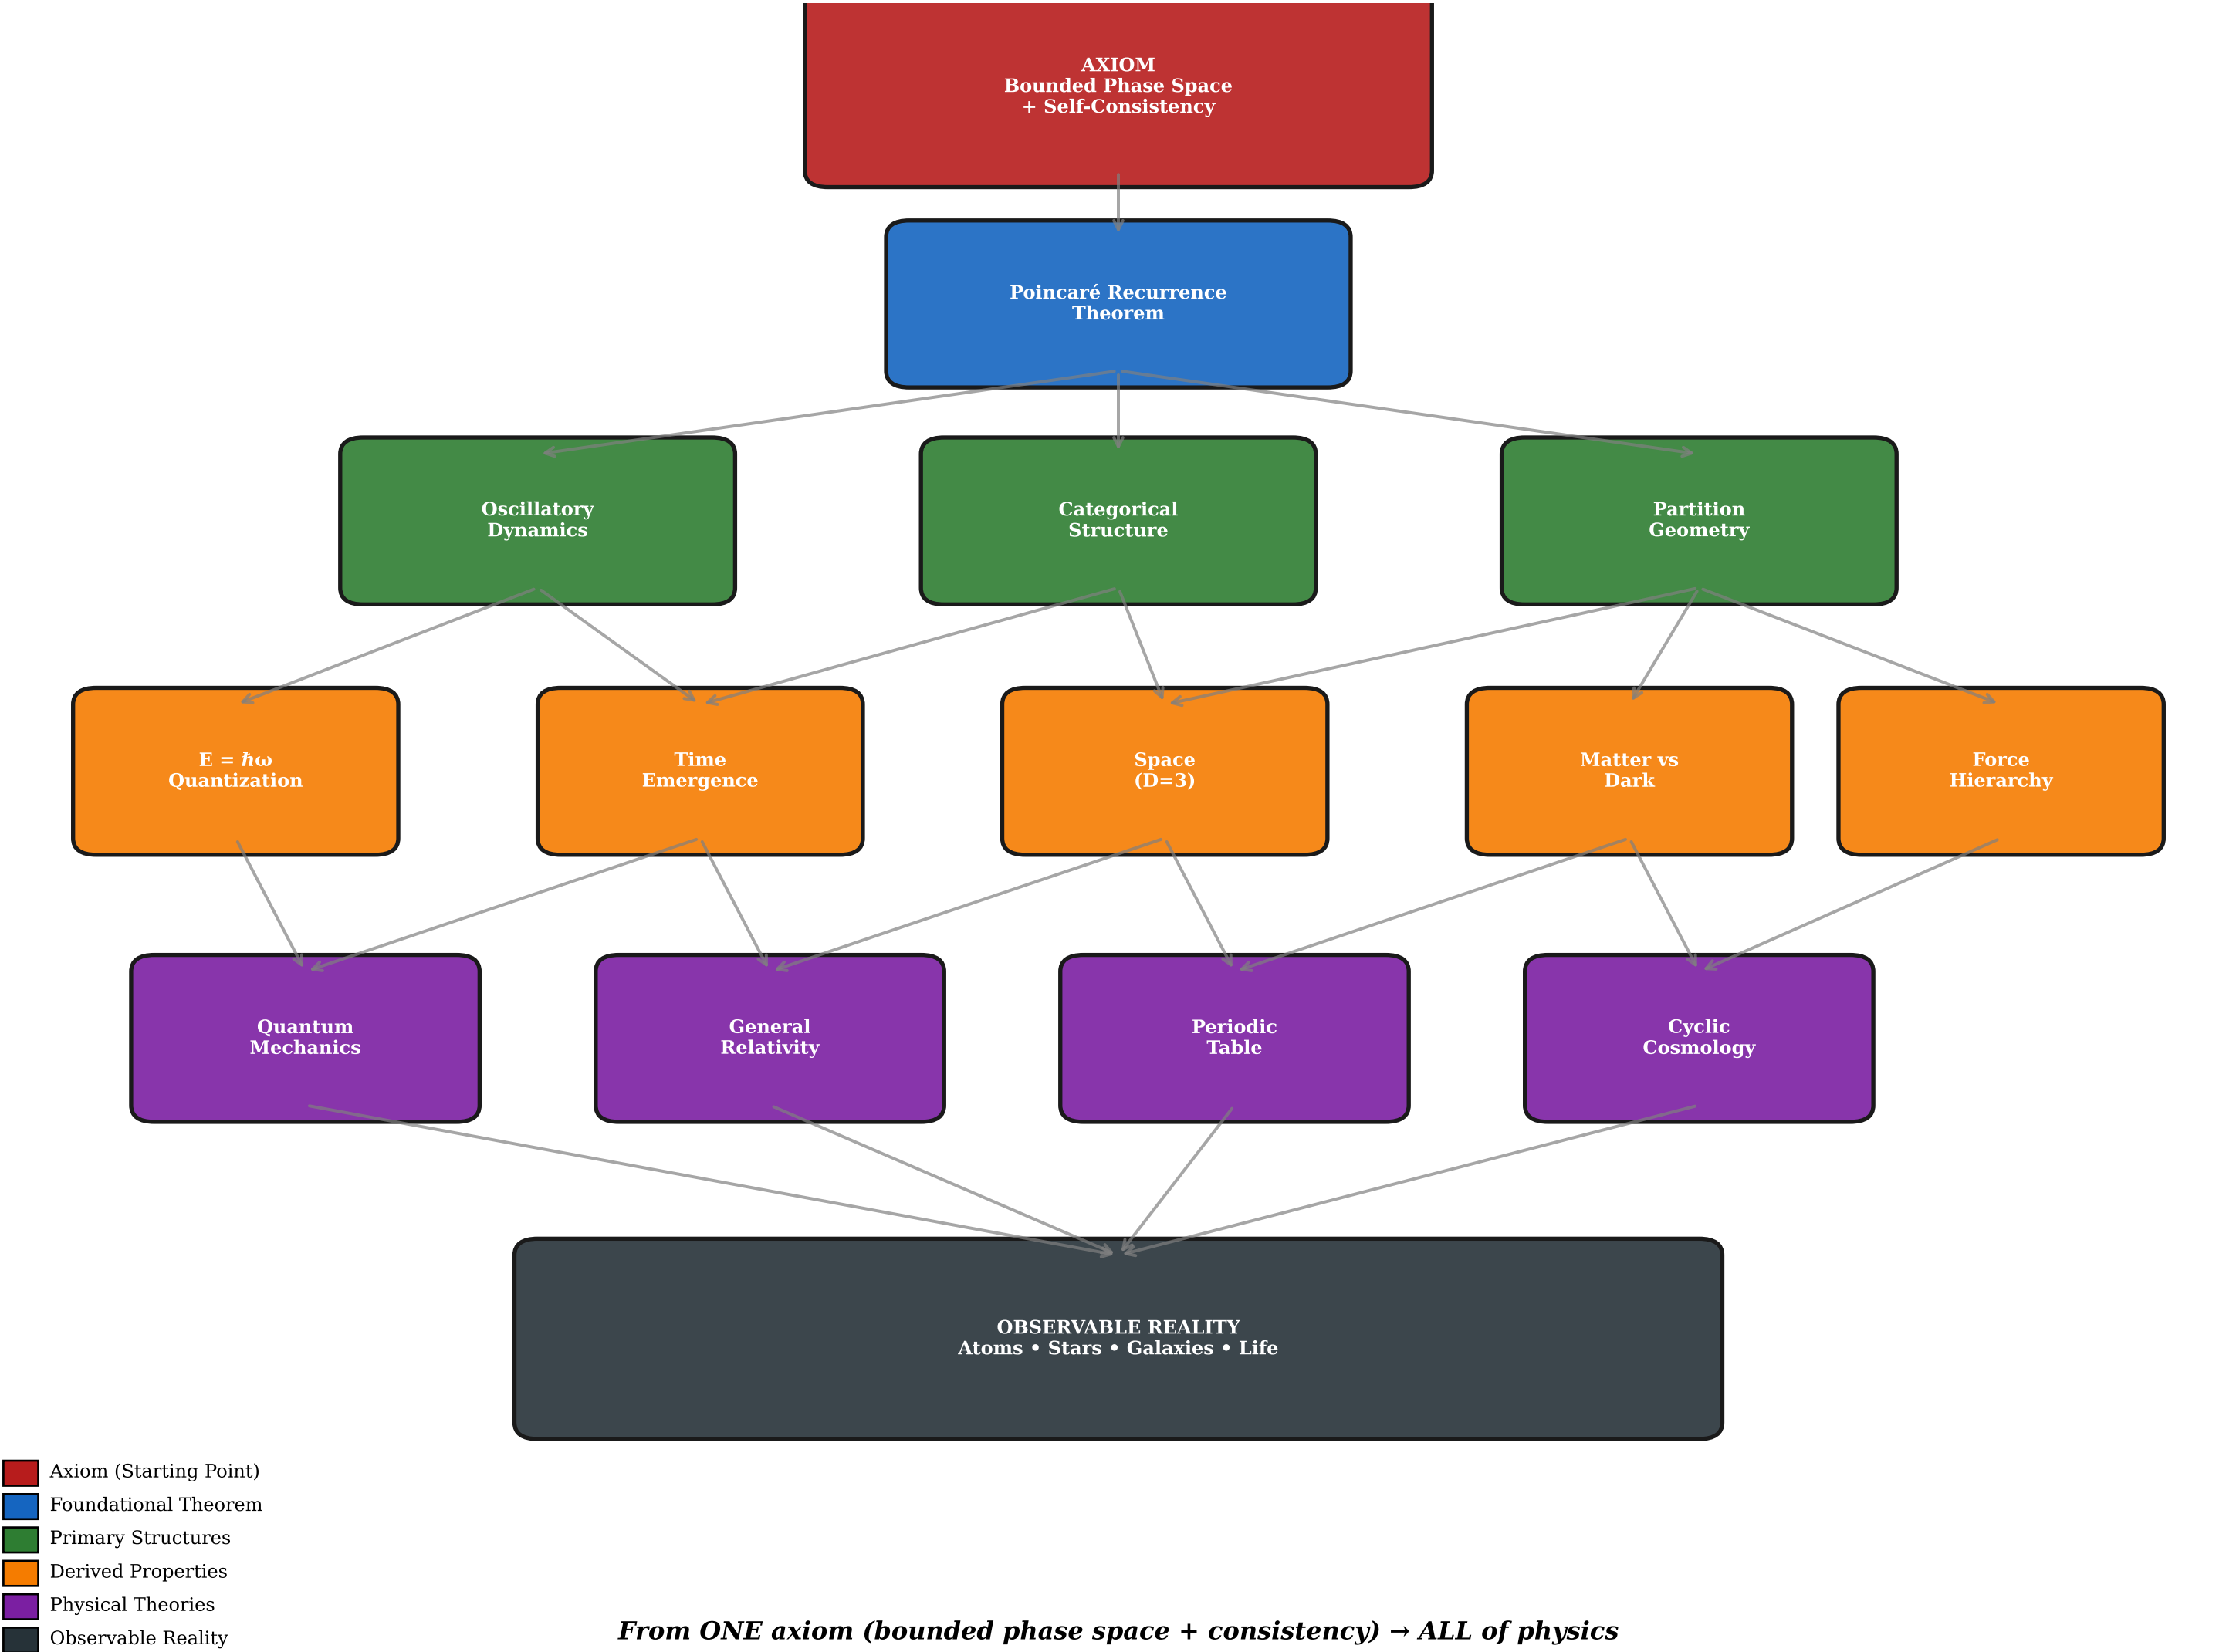 AXIOM
Bounded Phase Space
+ Self-Consistency
Poincaré Recurrence
Theorem
Oscillatory
Dynamics
Categorical
Structure
Partition
Geometry
E = ℏω
Quantization
Time
Emergence
Space
(D=3)
Matter vs
Dark
Force
Hierarchy
Quantum
Mechanics
General
Relativity
Periodic
Table
Cyclic
Cosmology
OBSERVABLE REALITY
Atoms • Stars • Galaxies • Life
Axiom (Starting Point)
Foundational Theorem
Primary Structures
Derived Properties
Physical Theories
Observable Reality
From ONE axiom (bounded phase space + consistency) → ALL of physics